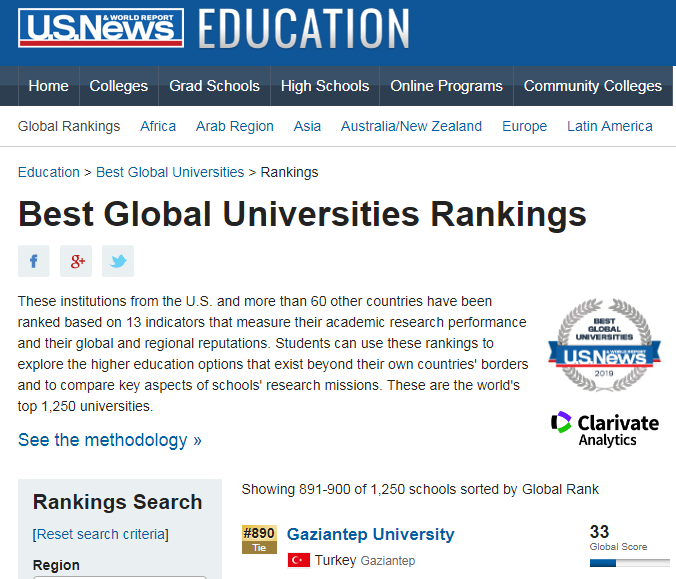 U.S.News & WORLD REPORT EDUCATION
Home Colleges Grad Schools High Schools Online Programs Community Colleges
Global Rankings Africa Arab Region Asia Australia/New Zealand Europe Latin America
Education > Best Global Universities > Rankings
Best Global Universities Rankings
f g+
These institutions from the U.S. and more than 60 other countries have been
ranked based on 13 indicators that measure their academic research performance
and their global and regional reputations. Students can use these rankings to
explore the higher education options that exist beyond their own countries' borders
and to compare key aspects of schools' research missions. These are the world's
top 1,250 universities.
See the methodology »
BEST
GLOBAL
UNIVERSITIES
U.S.News & WORLD REPORT
2019
Clarivate
Analytics
Rankings Search
[Reset search criteria]
Region
Showing 891-900 of 1,250 schools sorted by Global Rank
#890 Gaziantep University 33
Tie Global Score
Turkey Gaziantep